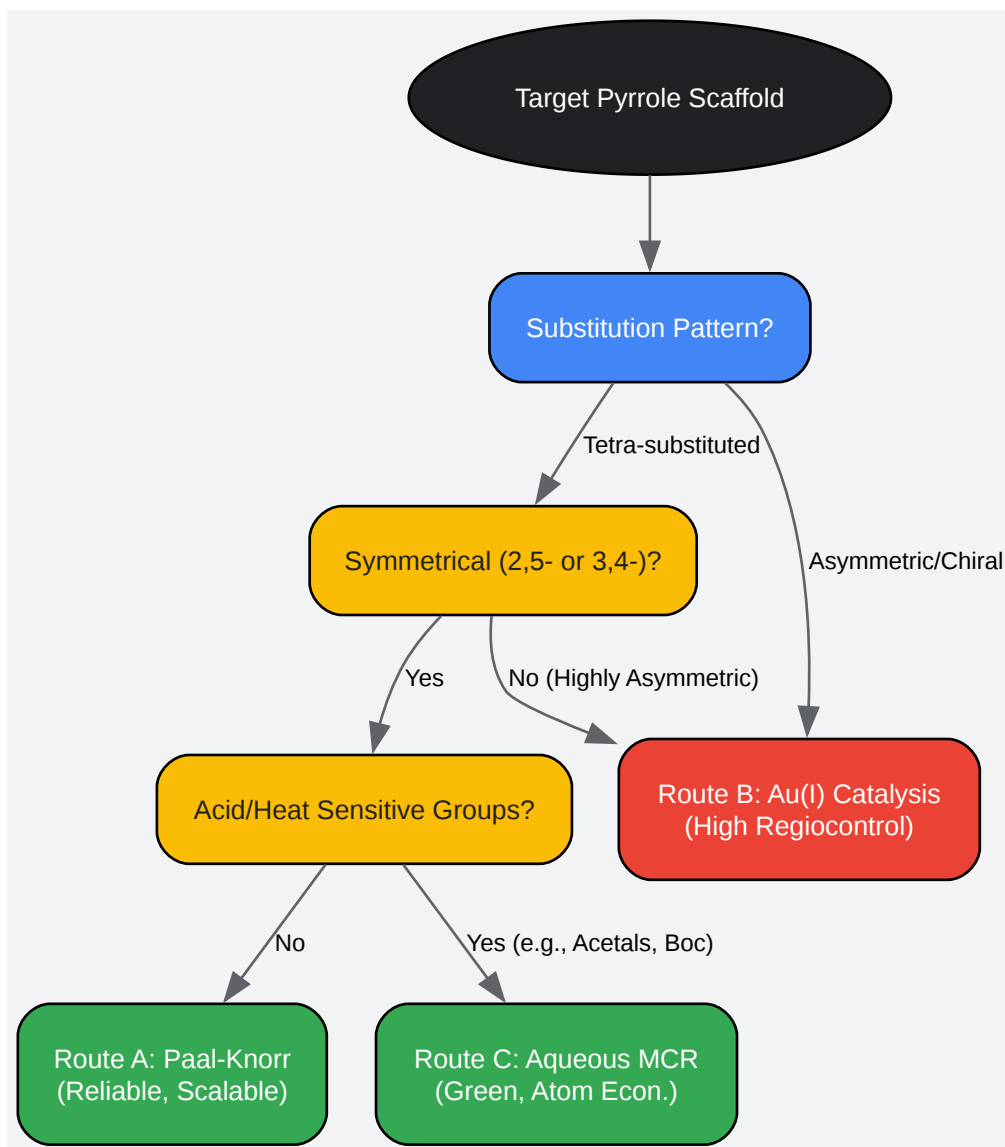 Target Pyrrole Scaffold
Substitution Pattern?
Tetra-substituted
Symmetrical (2,5- or 3,4-)?
Asymmetric/Chiral
Yes
No (Highly Asymmetric)
Acid/Heat Sensitive Groups?
Route B: Au(I) Catalysis
(High Regiocontrol)
No
Yes (e.g., Acetals, Boc)
Route A: Paal-Knorr
(Reliable, Scalable)
Route C: Aqueous MCR
(Green, Atom Econ.)